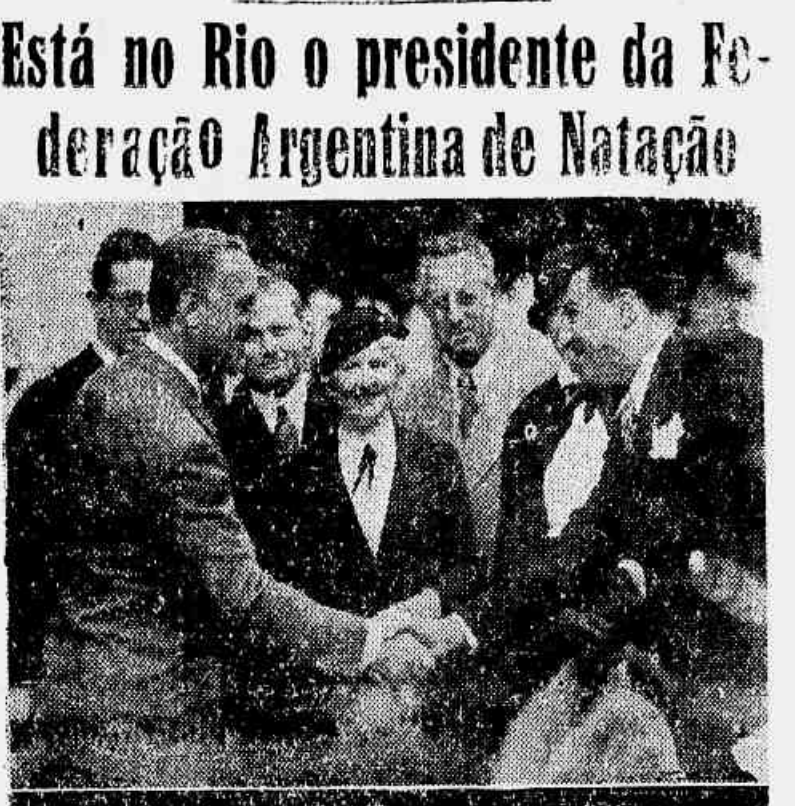 Está no Rio o presidente da Fe-
deração Argentina de Natação